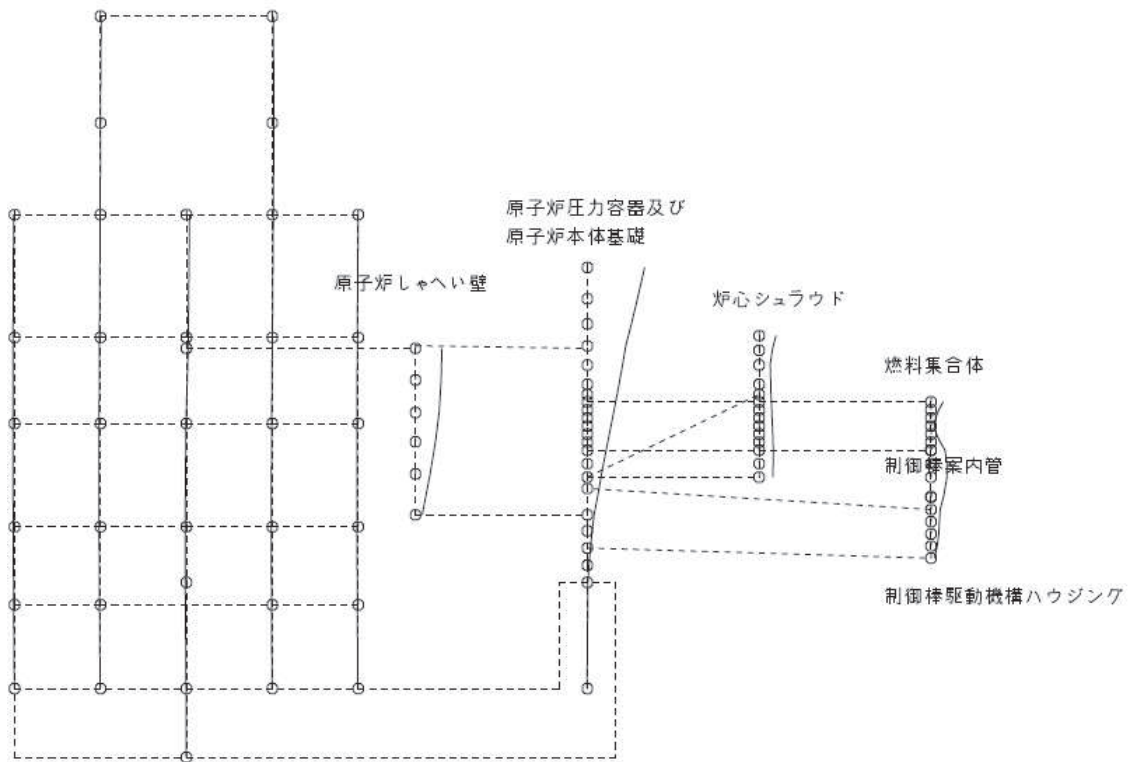 原子炉圧力容器及び
原子炉本体基礎
原子炉しゃへい壁
炉心シュラウド
燃料集合体
制御棒案内管
制御棒駆動機構ハウジング